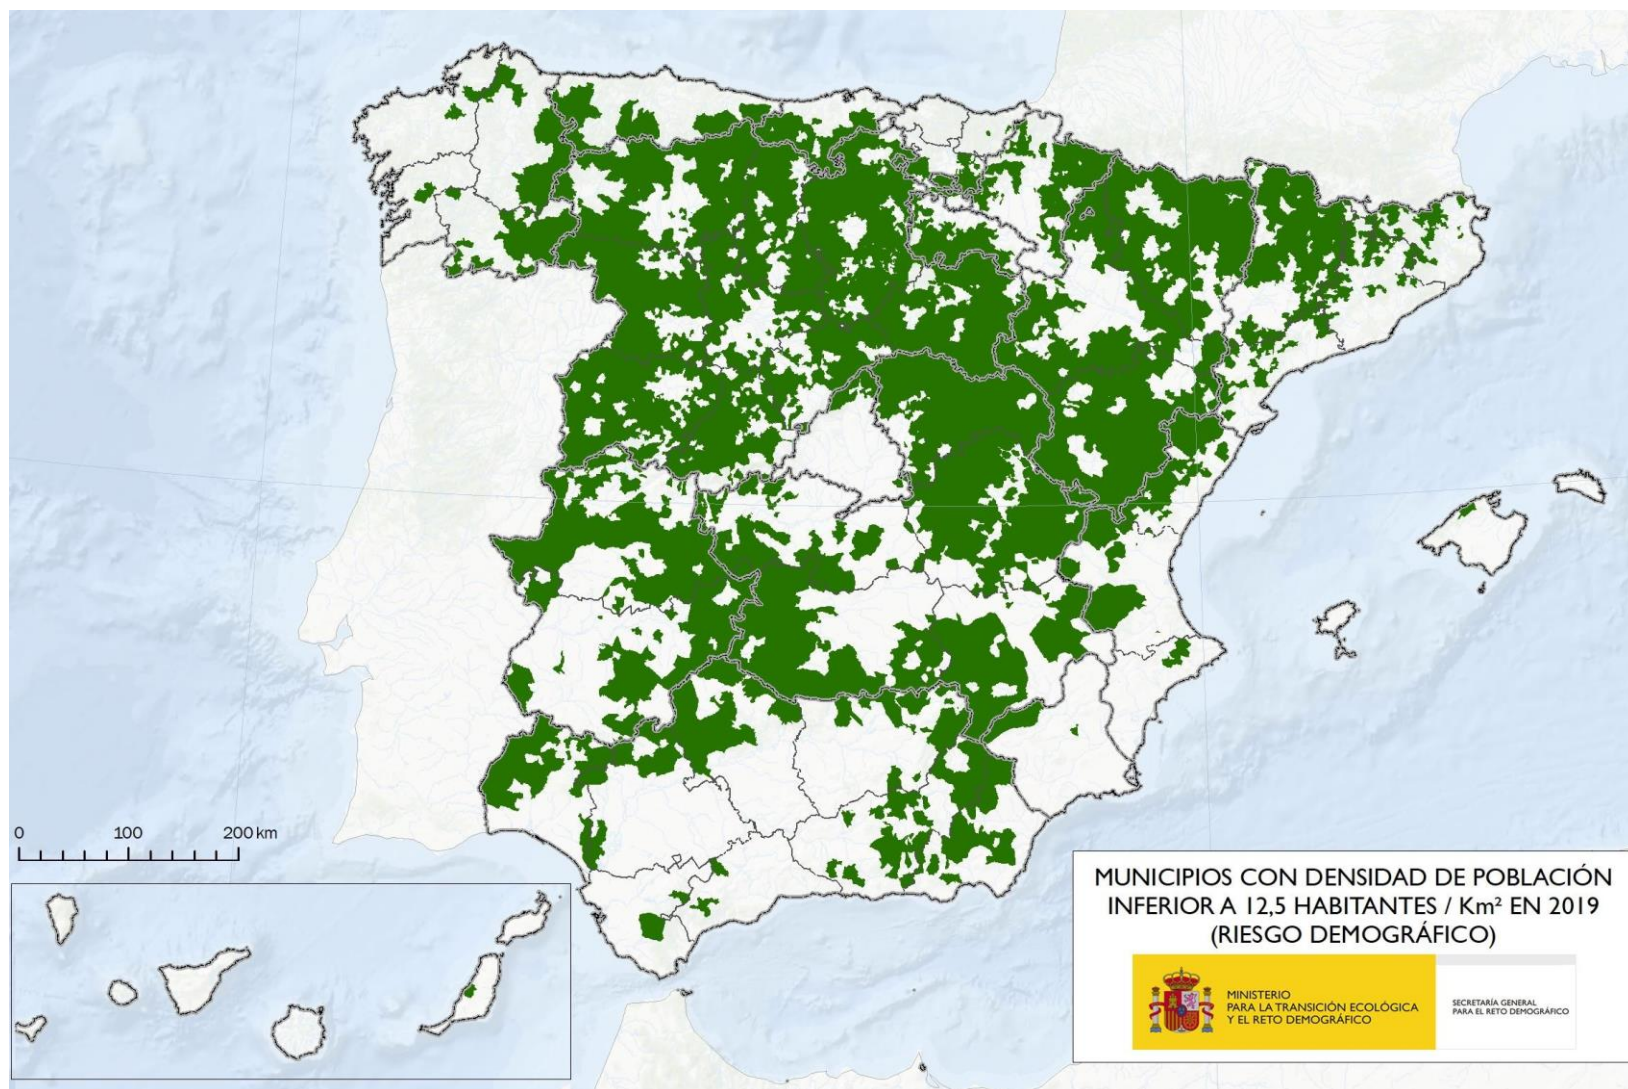 0 100 200 km
MUNICIPIOS CON DENSIDAD DE POBLACIÓN
INFERIOR A 12,5 HABITANTES / Km² EN 2019
(RIESGO DEMOGRÁFICO)
MINISTERIO
PARA LA TRANSICIÓN ECOLÓGICA
Y EL RETO DEMOGRÁFICO
SECRETARÍA GENERAL
PARA EL RETO DEMOGRÁFICO